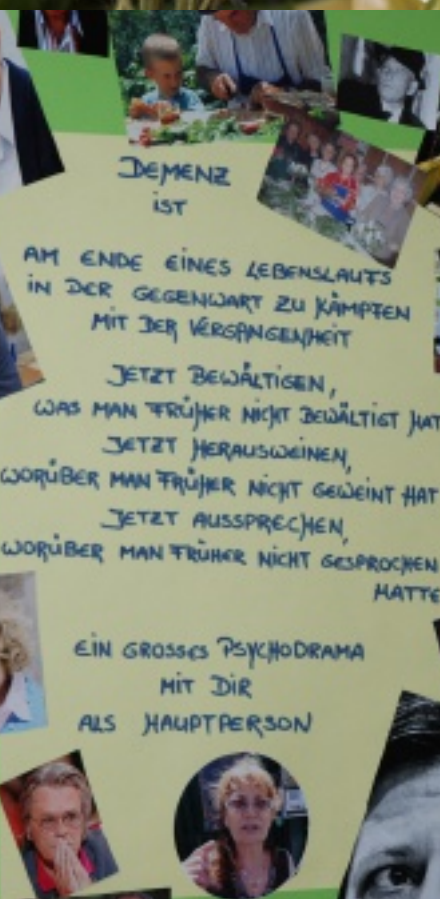 DEMENZ
IST
AM ENDE EINES LEBENSLAUFS
IN DER GEGENWART ZU KÄMPFEN
MIT DER VERGANGENHEIT
JETZT BEWÄLTIGEN,
WAS MAN FRÜHER NICHT BEWÄLTIGT HAT
JETZT HERAUSWEINEN,
WORÜBER MAN FRÜHER NICHT GEWEINT HAT
JETZT AUSSPRECHEN,
WORÜBER MAN FRÜHER NICHT GESPROCHEN
HATTE
EIN GROSSES PSYCHODRAMA
MIT DIR
ALS HAUPTPERSON